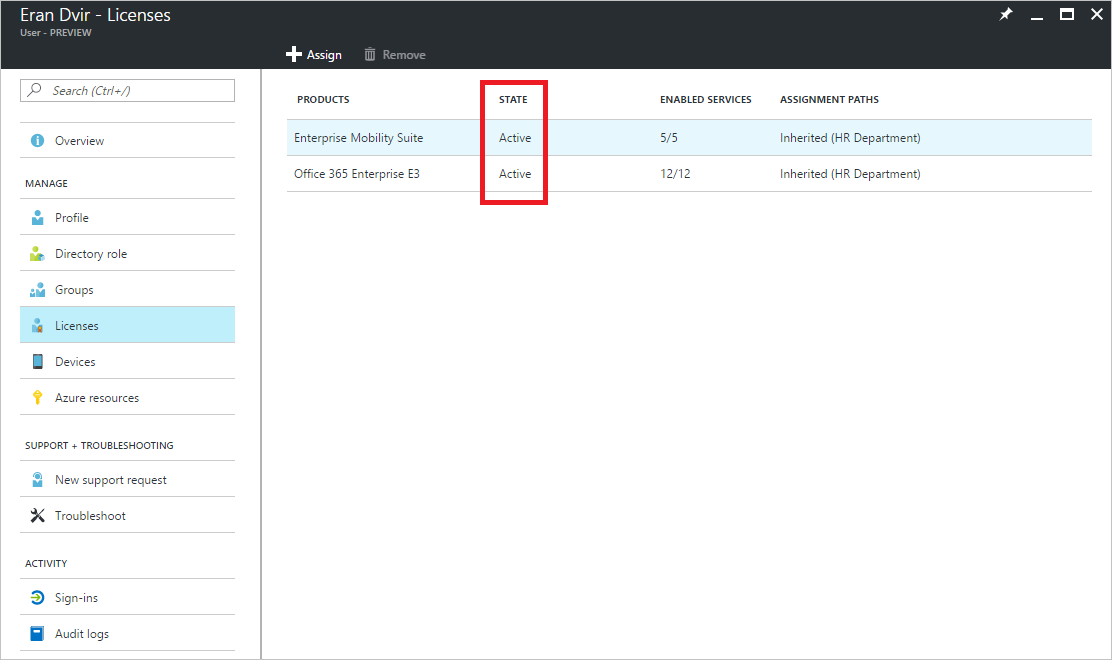 Eran Dvir - Licenses
User - PREVIEW
Assign Remove
Search (Ctrl+/)
Overview
MANAGE
Profile
Directory role
Groups
Licenses
Devices
Azure resources
SUPPORT + TROUBLESHOOTING
New support request
Troubleshoot
ACTIVITY
Sign-ins
Audit logs
PRODUCTS STATE ENABLED SERVICES ASSIGNMENT PATHS
Enterprise Mobility Suite Active 5/5 Inherited (HR Department)
Office 365 Enterprise E3 Active 12/12 Inherited (HR Department)